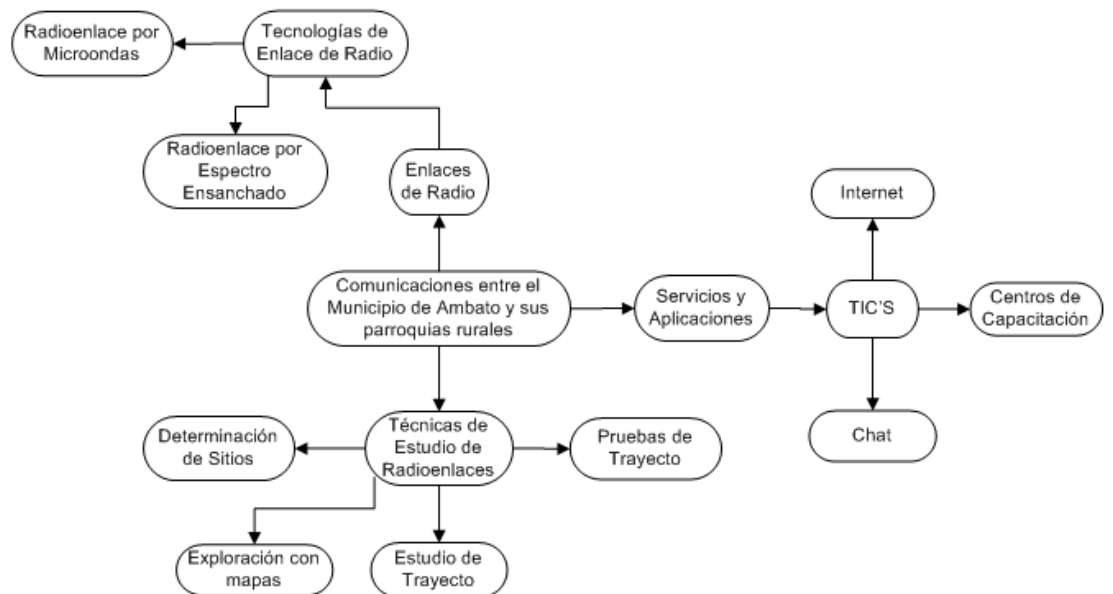 Radioenlace por
Microondas
Tecnologías de
Enlace de Radio
Radioenlace por
Espectro
Ensanchado
Enlaces
de Radio
Internet
Comunicaciones entre el
Municipio de Ambato y sus
parroquias rurales
Servicios y
Aplicaciones
TIC'S
Centros de
Capacitación
Chat
Determinación
de Sitios
Técnicas de
Estudio de
Radioenlaces
Pruebas de
Trayecto
Exploración con
mapas
Estudio de
Trayecto